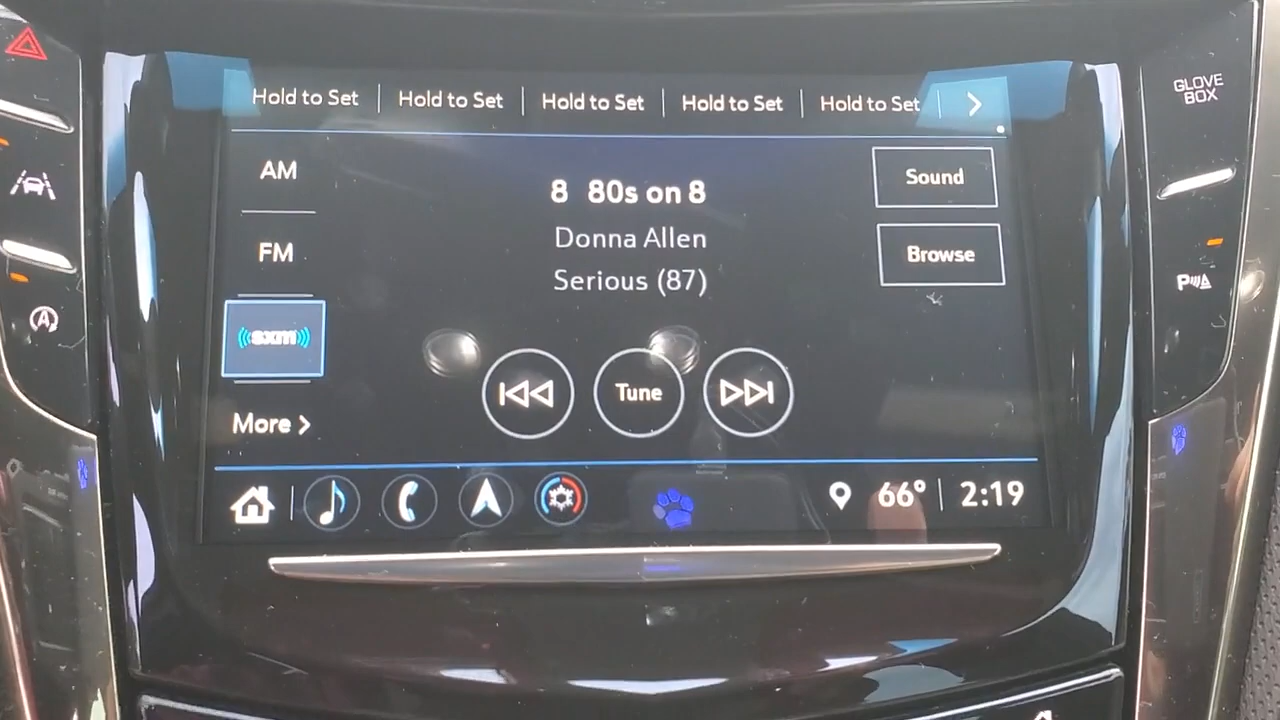 Hold to Set Hold to Set Hold to Set Hold to Set Hold to Set
GLOVE
BOX
AM
8 80s on 8
Sound
FM
Donna Allen
Browse
Serious (87)
P
A
sxm
Tune
More
66° 2:19